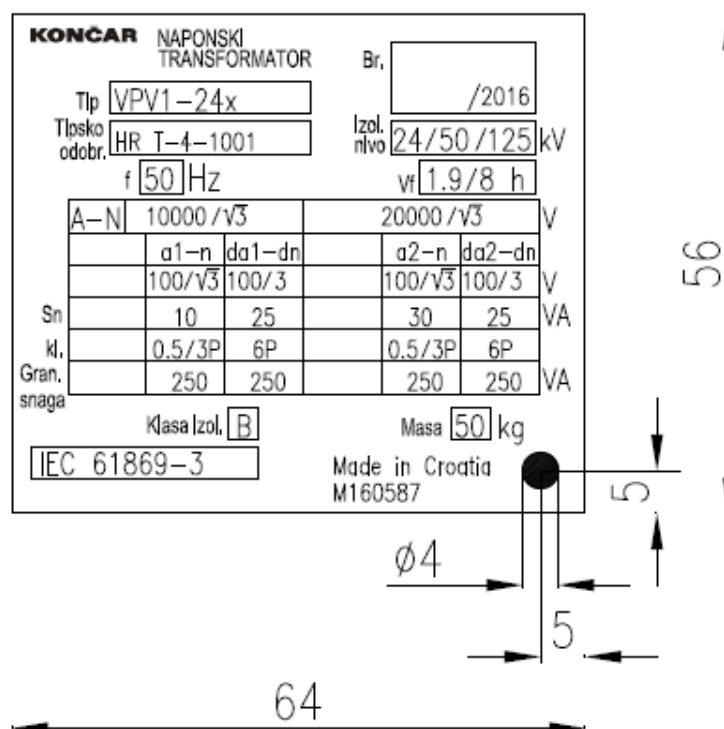 KONČAR NAPONSKI TRANSFORMATOR
Br. /2016
Tip VPV1-24x
Tipsko odobr. HR T-4-1001
Izol. nivo 24/50/125 kV
f 50 Hz
Vf 1.9/8 h
A-N 10000/√3 20000/√3 V
a1-n da1-dn a2-n da2-dn
100/√3 100/3 100/√3 100/3 V
Sn 10 25 30 25 VA
kl. 0.5/3P 6P 0.5/3P 6P
Gran. snaga 250 250 250 250 VA
Klasa Izol. B
Masa 50 kg
IEC 61869-3
Made in Croatia
M160587
56
5
ø4
5
64